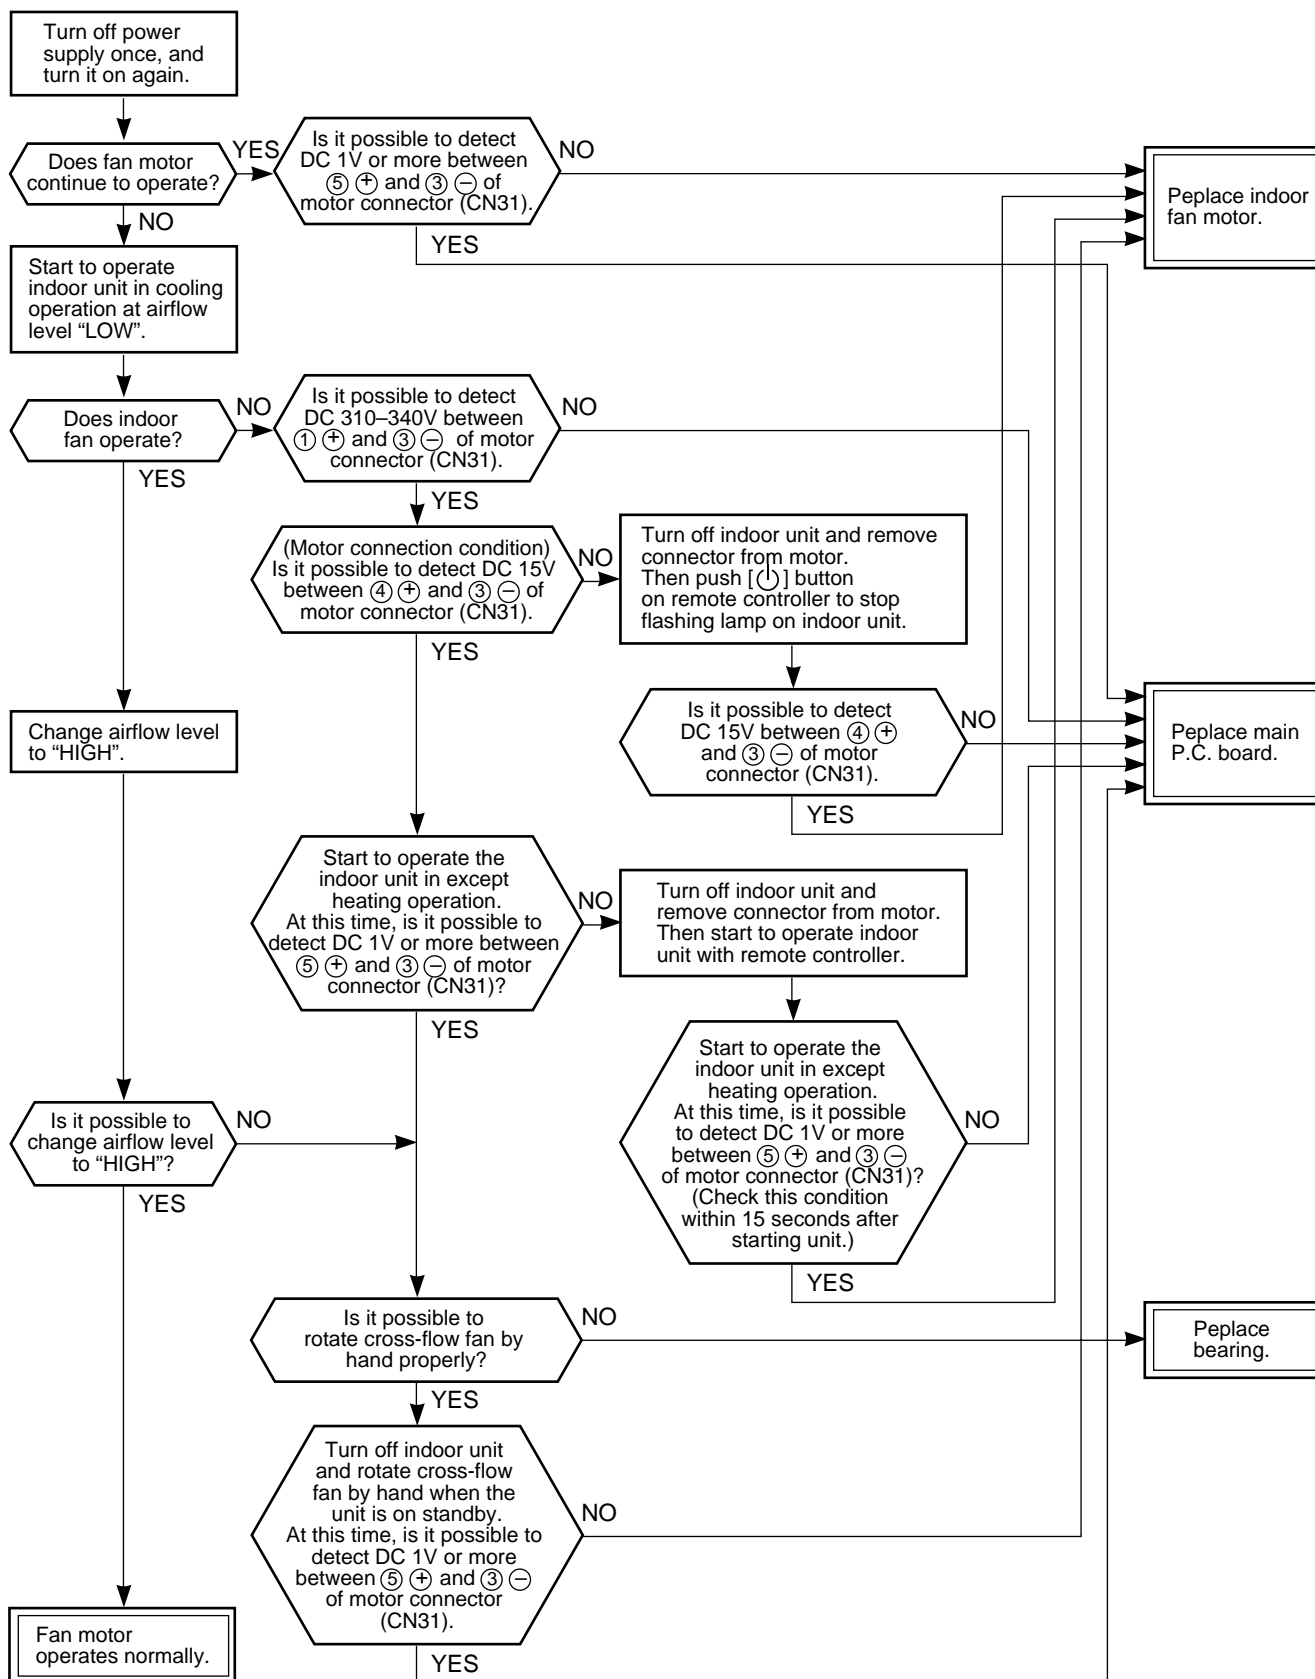 Turn off power
supply once, and
turn it on again.
Does fan motor
continue to operate?
YES
NO
Is it possible to detect
DC 1V or more between
⑤ ⊕ and ③ ⊖ of
motor connector (CN31).
NO
YES
Peplace indoor
fan motor.
Start to operate
indoor unit in cooling
operation at airflow
level “LOW”.
Does indoor
fan operate?
NO
YES
Is it possible to detect
DC 310–340V between
① ⊕ and ③ ⊖ of motor
connector (CN31).
NO
YES
(Motor connection condition)
Is it possible to detect DC 15V
between ④ ⊕ and ③ ⊖ of
motor connector (CN31).
NO
YES
Turn off indoor unit and remove
connector from motor.
Then push [⏻] button
on remote controller to stop
flashing lamp on indoor unit.
Is it possible to detect
DC 15V between ④ ⊕
and ③ ⊖ of motor
connector (CN31).
NO
YES
Peplace main
P.C. board.
Change airflow level
to “HIGH”.
Start to operate the
indoor unit in except
heating operation.
At this time, is it possible to
detect DC 1V or more between
⑤ ⊕ and ③ ⊖ of motor
connector (CN31)?
NO
YES
Turn off indoor unit and
remove connector from motor.
Then start to operate indoor
unit with remote controller.
Start to operate the
indoor unit in except
heating operation.
At this time, is it possible
to detect DC 1V or more
between ⑤ ⊕ and ③ ⊖
of motor connector (CN31)?
(Check this condition
within 15 seconds after
starting unit.)
NO
YES
Is it possible to
change airflow level
to “HIGH”?
NO
YES
Is it possible to
rotate cross-flow fan by
hand properly?
NO
YES
Peplace
bearing.
Turn off indoor unit
and rotate cross-flow
fan by hand when the
unit is on standby.
At this time, is it possible to
detect DC 1V or more
between ⑤ ⊕ and ③ ⊖
of motor connector
(CN31).
NO
YES
Fan motor
operates normally.